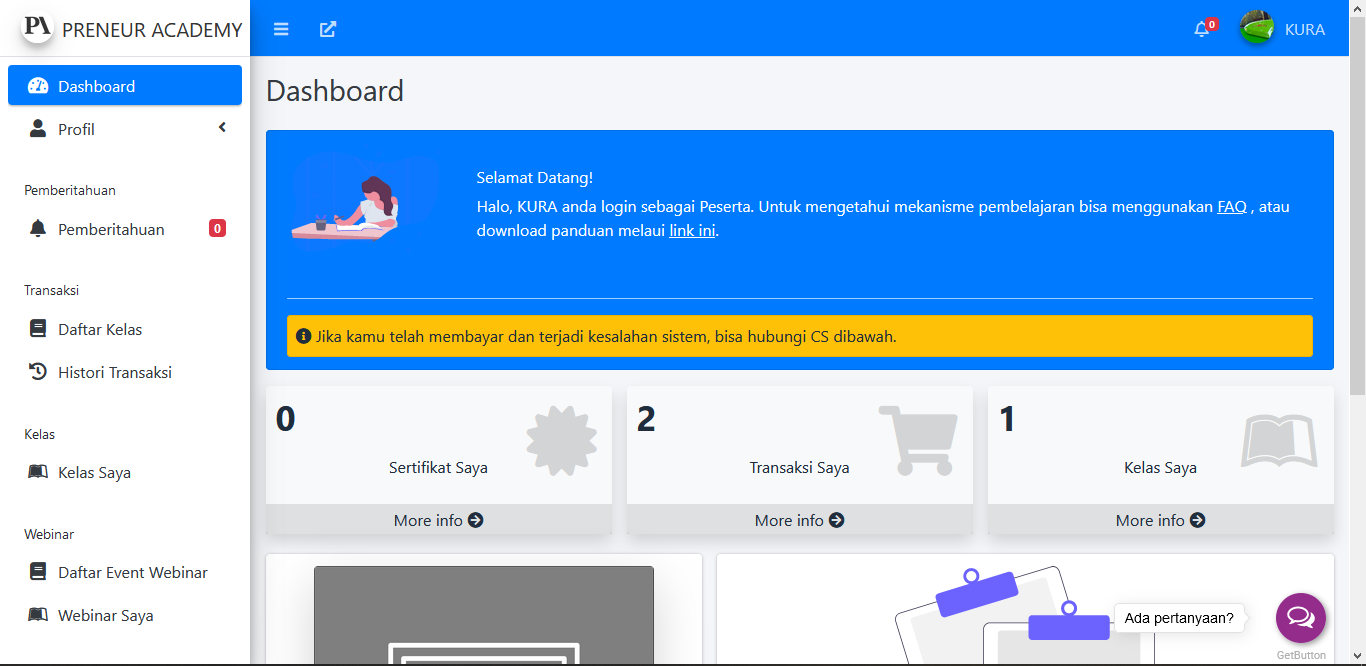 PA PRENEUR ACADEMY
0
KURA
Dashboard
Profil
Pemberitahuan
Pemberitahuan 0
Transaksi
Daftar Kelas
Histori Transaksi
Kelas
Kelas Saya
Webinar
Daftar Event Webinar
Webinar Saya
Dashboard
Selamat Datang!
Halo, KURA anda login sebagai Peserta. Untuk mengetahui mekanisme pembelajaran bisa menggunakan FAQ , atau
download panduan melaui link ini.
Jika kamu telah membayar dan terjadi kesalahan sistem, bisa hubungi CS dibawah.
0
Sertifikat Saya
More info
2
Transaksi Saya
More info
1
Kelas Saya
More info
Ada pertanyaan?
GetButton